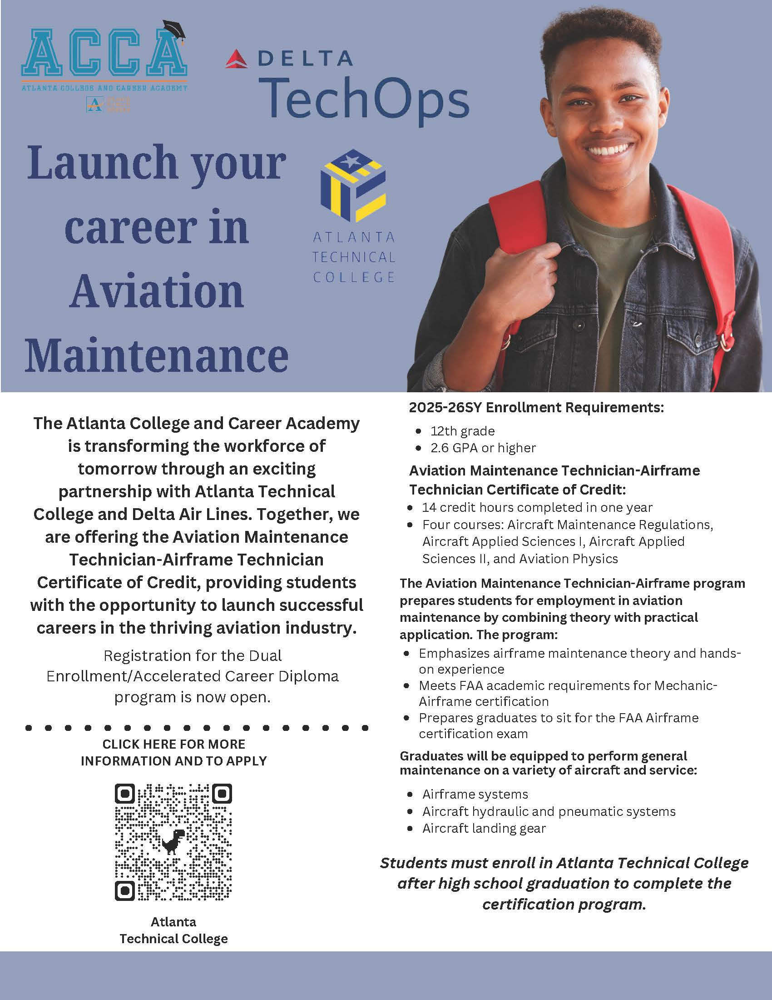 ACCA
ATLANTA COLLEGE AND CAREER ACADEMY
A
DELTA
TechOps
Launch your
career in
Aviation
Maintenance
ATLANTA
TECHNICAL
COLLEGE
The Atlanta College and Career Academy
is transforming the workforce of
tomorrow through an exciting
partnership with Atlanta Technical
College and Delta Air Lines. Together, we
are offering the Aviation Maintenance
Technician-Airframe Technician
Certificate of Credit, providing students
with the opportunity to launch successful
careers in the thriving aviation industry.
Registration for the Dual
Enrollment/Accelerated Career Diploma
program is now open.
CLICK HERE FOR MORE
INFORMATION AND TO APPLY
Atlanta
Technical College
2025-26SY Enrollment Requirements:
• 12th grade
• 2.6 GPA or higher
Aviation Maintenance Technician-Airframe
Technician Certificate of Credit:
• 14 credit hours completed in one year
• Four courses: Aircraft Maintenance Regulations,
Aircraft Applied Sciences I, Aircraft Applied
Sciences II, and Aviation Physics
The Aviation Maintenance Technician-Airframe program
prepares students for employment in aviation
maintenance by combining theory with practical
application. The program:
• Emphasizes airframe maintenance theory and hands-
on experience
• Meets FAA academic requirements for Mechanic-
Airframe certification
• Prepares graduates to sit for the FAA Airframe
certification exam
Graduates will be equipped to perform general
maintenance on a variety of aircraft and service:
• Airframe systems
• Aircraft hydraulic and pneumatic systems
• Aircraft landing gear
Students must enroll in Atlanta Technical College
after high school graduation to complete the
certification program.